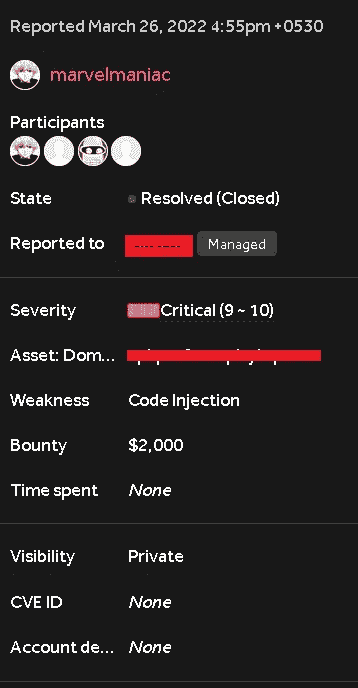 Reported March 26, 2022 4:55pm +0530
marvelmaniac
Participants
State Resolved (Closed)
Reported to Managed
Severity Critical (9 ~ 10)
Asset: Dom...
Weakness Code Injection
Bounty $2,000
Time spent None
Visibility Private
CVE ID None
Account de... None